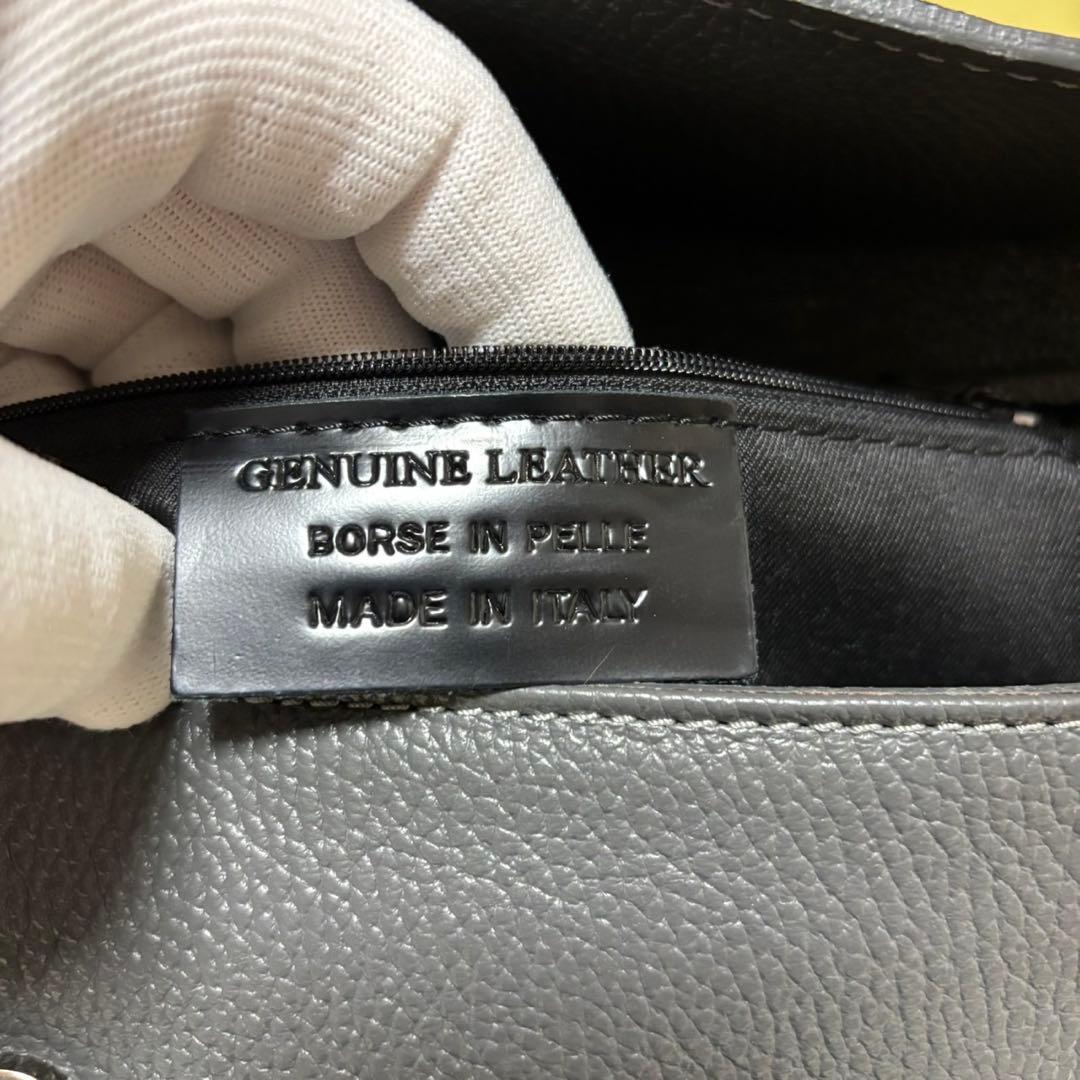 GENUINE LEATHER
BORSE IN PELLE
MADE IN ITALY